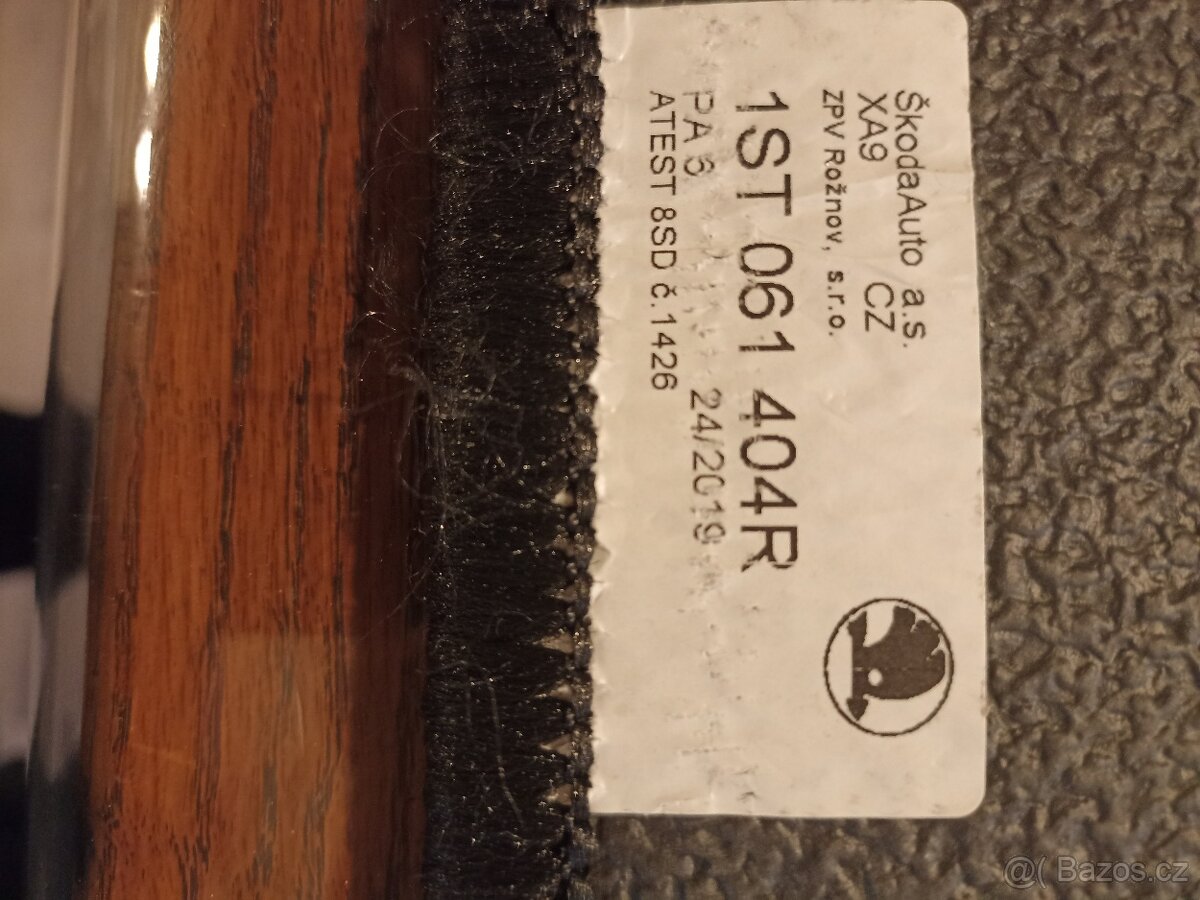 ŠkodaAuto a.s.
XA9 CZ
ZPV Rožnov, s.r.o.
1ST 061 404R
PA 6 24/2019
ATEST 8SD č.1426
@( Bazos.cz